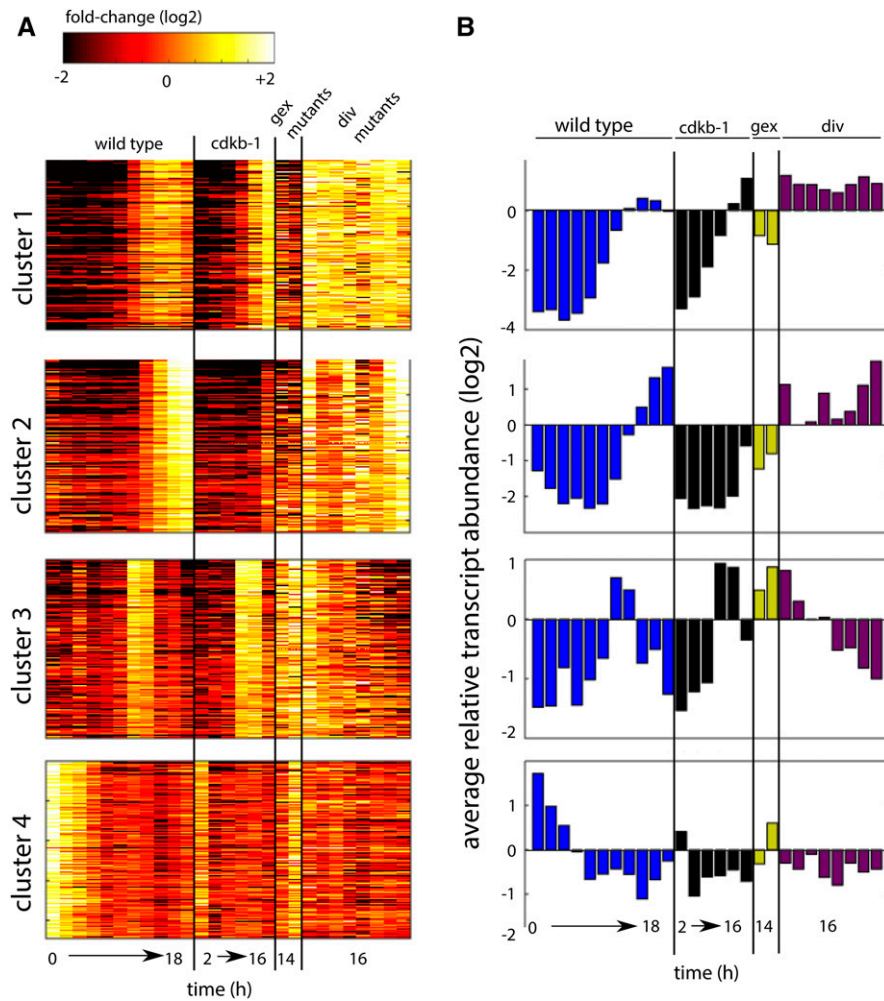 A
fold-change (log2)
-2
0
+2
wild type
cdkb-1
gex
mutants
div
mutants
cluster 1
cluster 2
cluster 3
cluster 4
0
18
2
16
14
16
time (h)
B
wild type
cdkb-1
gex
div
average relative transcript abundance (log2)
0
-2
-4
1
0
-1
-2
1
0
-1
-2
1
0
-1
-2
0
18
2
16
14
16
time (h)